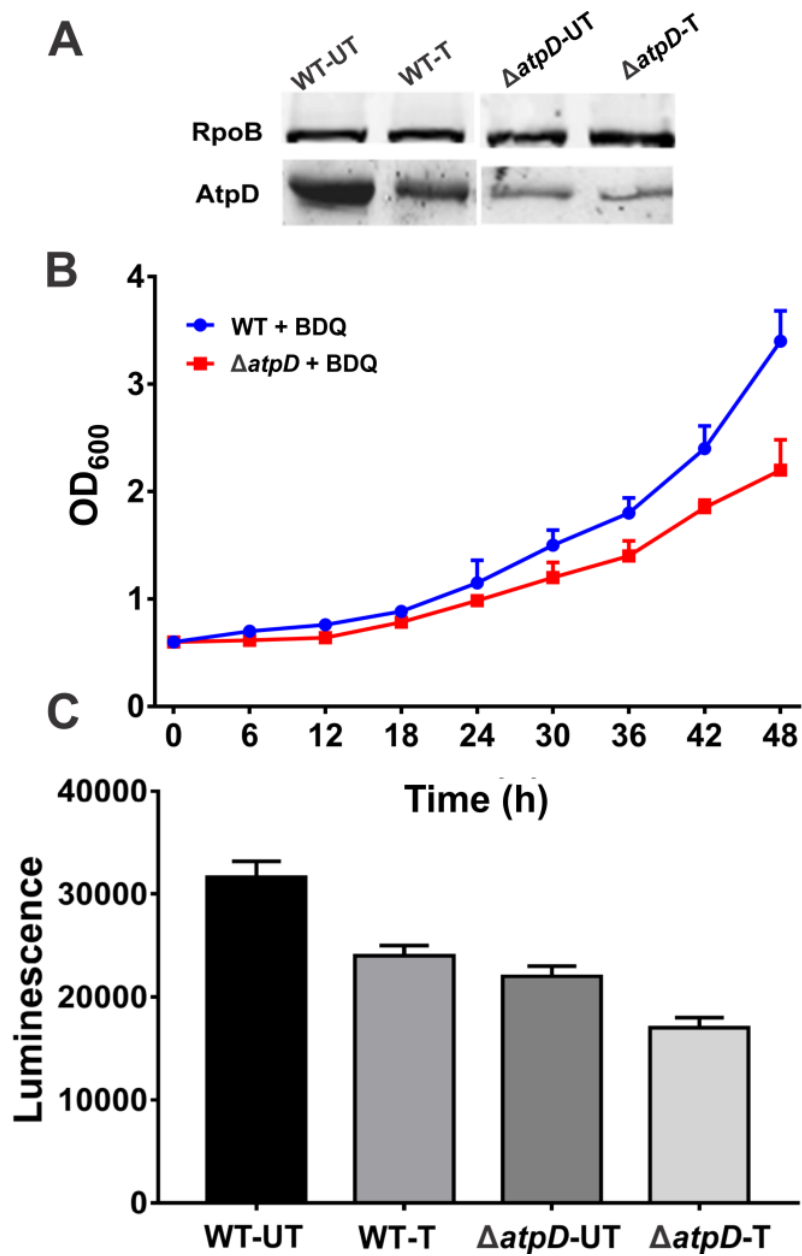 A
WT-UT WT-T ΔatpD-UT ΔatpD-T
RpoB
AtpD
B
4
WT + BDQ
ΔatpD + BDQ
3
OD600
2
1
0
0 6 12 18 24 30 36 42 48
Time (h)
C
40000
30000
Luminescence
20000
10000
0
WT-UT WT-T ΔatpD-UT ΔatpD-T